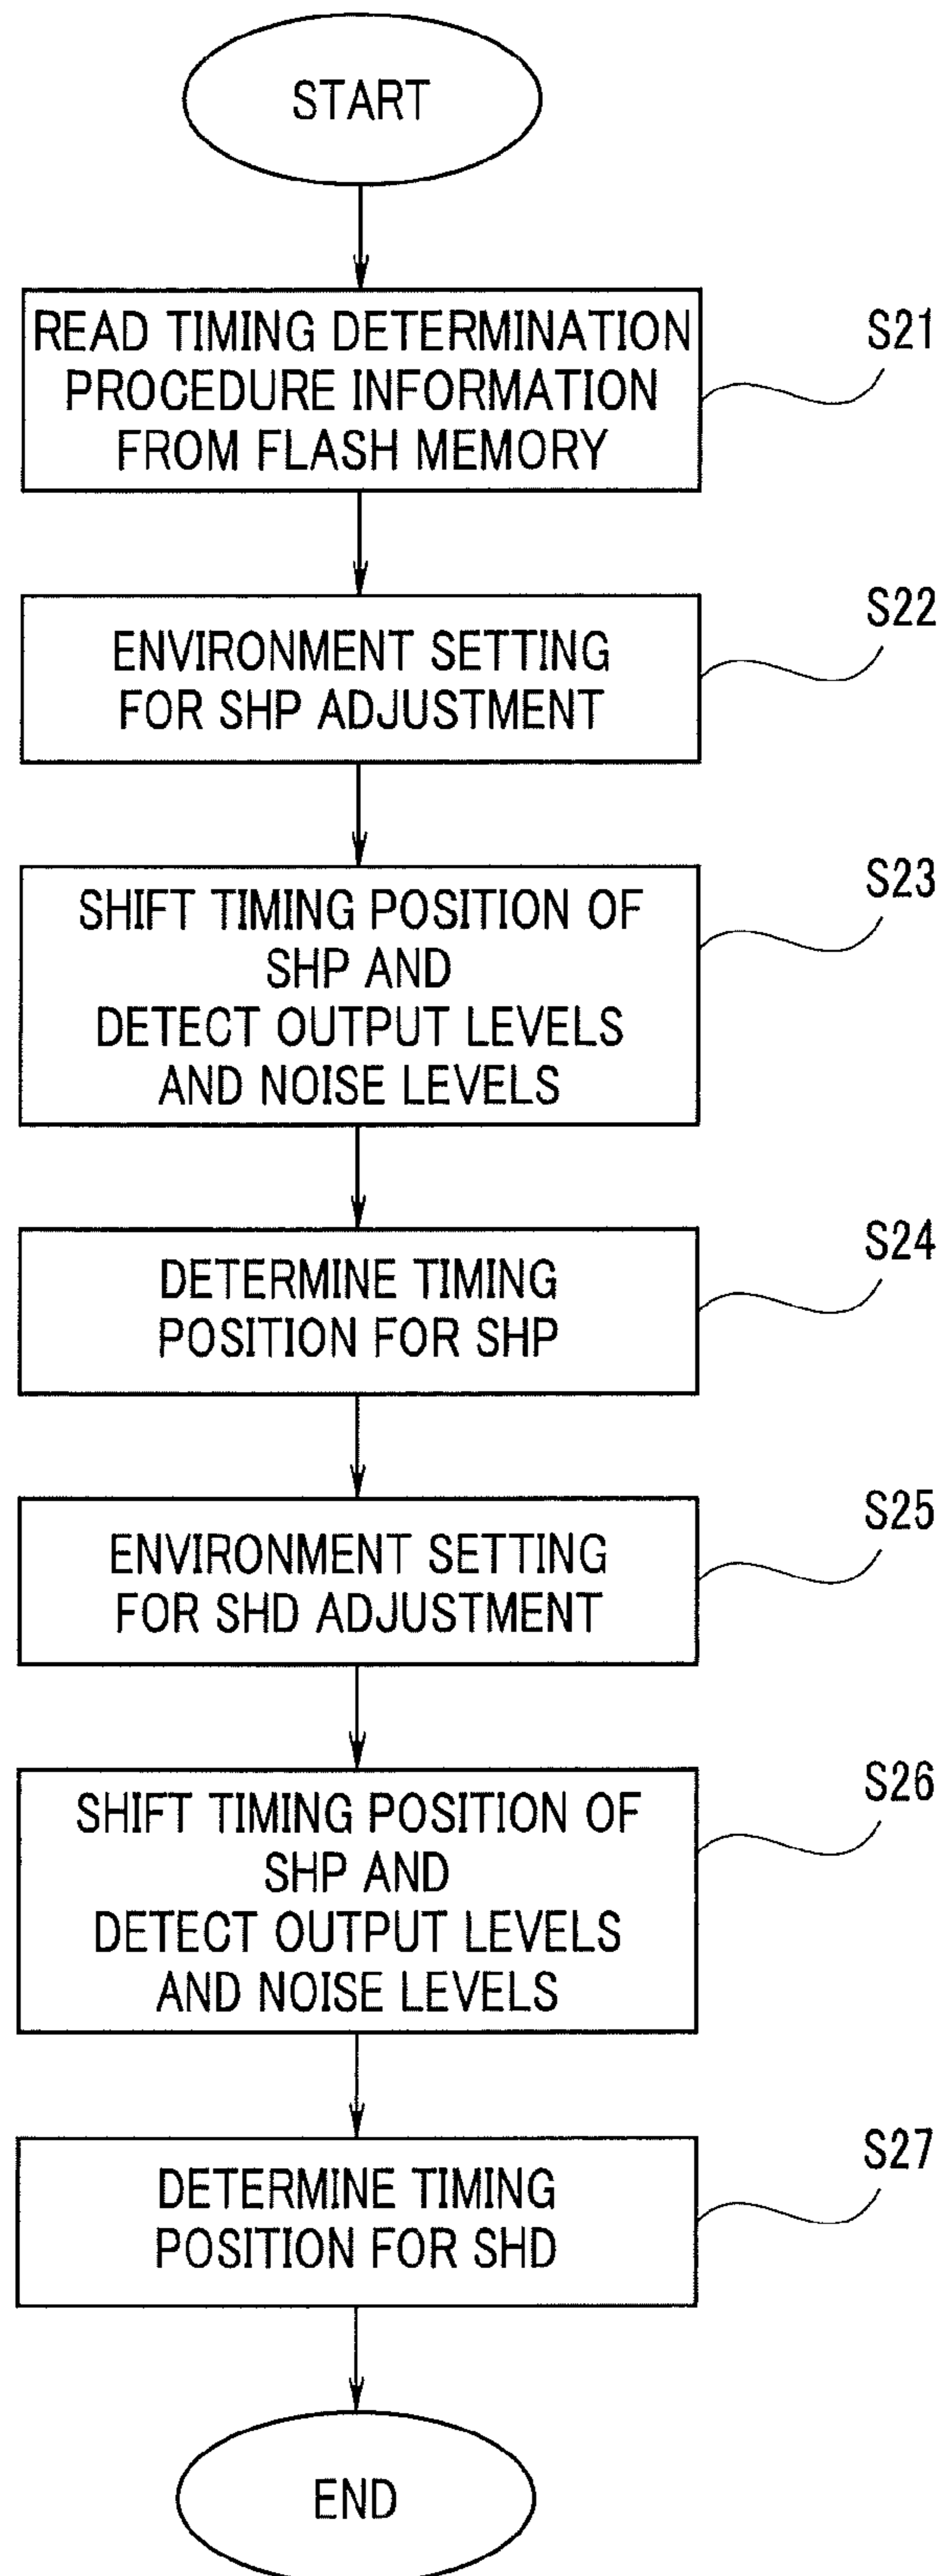 START
READ TIMING DETERMINATION
PROCEDURE INFORMATION
FROM FLASH MEMORY
S21
ENVIRONMENT SETTING
FOR SHP ADJUSTMENT
S22
SHIFT TIMING POSITION OF
SHP AND
DETECT OUTPUT LEVELS
AND NOISE LEVELS
S23
DETERMINE TIMING
POSITION FOR SHP
S24
ENVIRONMENT SETTING
FOR SHD ADJUSTMENT
S25
SHIFT TIMING POSITION OF
SHP AND
DETECT OUTPUT LEVELS
AND NOISE LEVELS
S26
DETERMINE TIMING
POSITION FOR SHD
S27
END